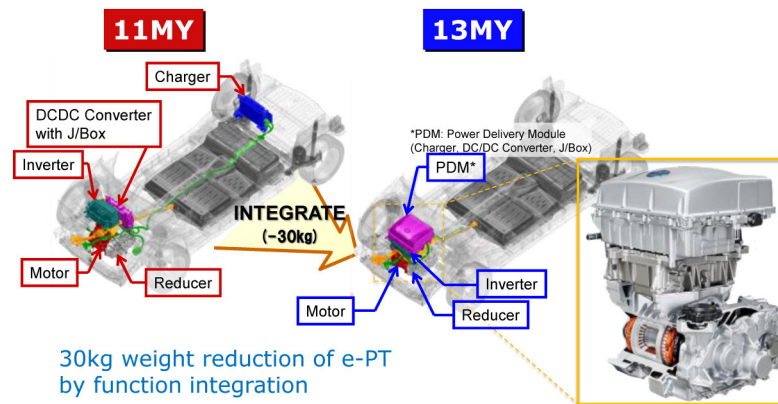 11MY
13MY
Charger
DCDC Converter
with J/Box
Inverter
Motor
Reducer
INTEGRATE
(-30kg)
*PDM: Power Delivery Module
(Charger, DC/DC Converter, J/Box)
PDM*
Inverter
Motor
Reducer
30kg weight reduction of e-PT
by function integration